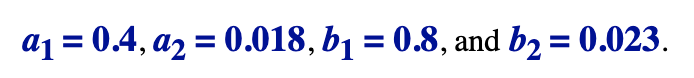 a₁ = 0.4, a₂ = 0.018, b₁ = 0.8, and b₂ = 0.023.